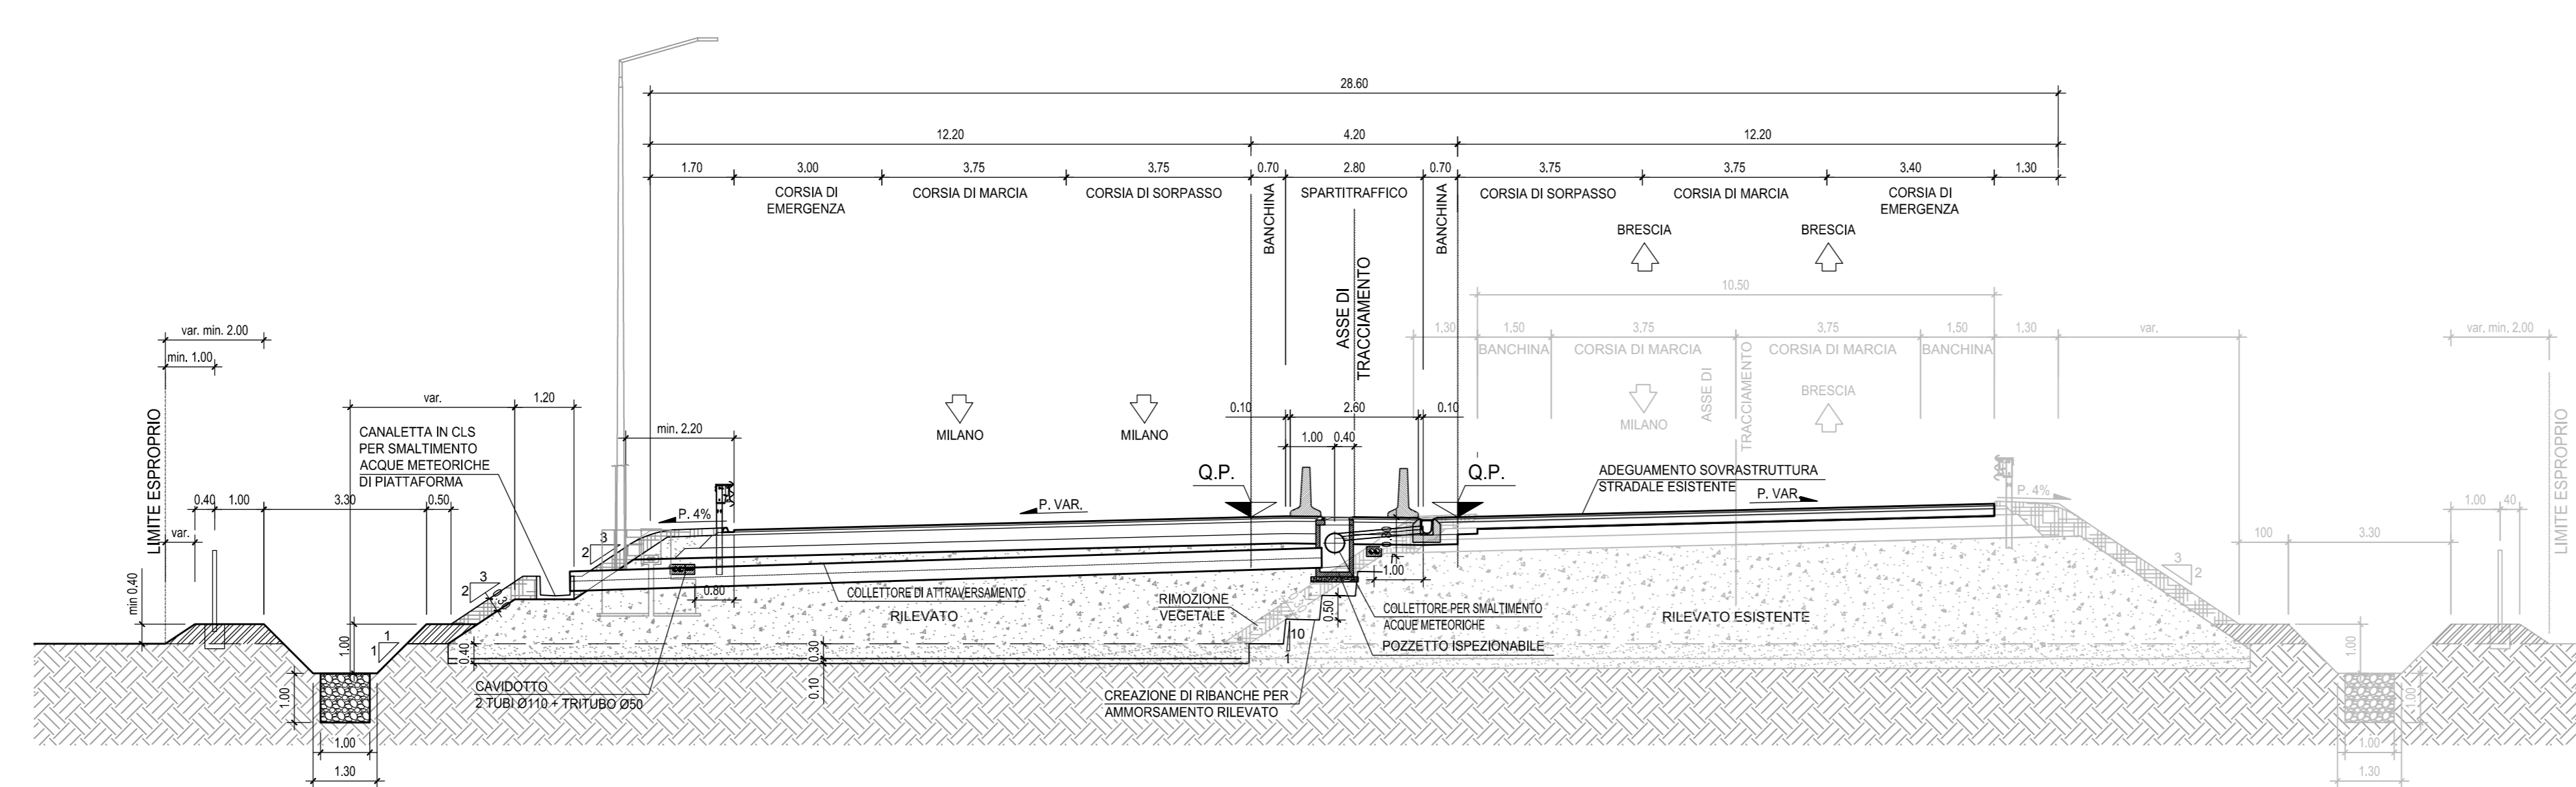 28.60
12.20 4.20 12.20
1.70 3.00 3.75 3.75 0.70 2.80 0.70 3.75 3.75 3.40 1.30
CORSIA DI
EMERGENZA
CORSIA DI MARCIA
CORSIA DI SORPASSO
BANCHINA
SPARTITRAFFICO
BANCHINA
CORSIA DI SORPASSO
CORSIA DI MARCIA
CORSIA DI
EMERGENZA
BRESCIA
BRESCIA
ASSE DI
TRACCIAMENTO
10.50
1.30 1.50 3.75 3.75 1.50 1.30 var. var. min. 2.00
BANCHINA
CORSIA DI MARCIA
ASSE DI
TRACCIAMENTO
CORSIA DI MARCIA
BANCHINA
MILANO
BRESCIA
var. min. 2.00
min. 1.00
LIMITE ESPROPRIO
var. 1.20
CANALETTA IN CLS
PER SMALTIMENTO
ACQUE METEORICHE
DI PIATTAFORMA
min. 2.20
MILANO
MILANO
0.10 2.60 0.10
1.00 0.40
Q.P.
Q.P.
ADEGUAMENTO SOVRASTRUTTURA
STRADALE ESISTENTE
P. VAR.
0.40 1.00 3.30 0.50
var.
P. 4%
P. VAR.
P. 4%
1.00 40
100 3.30
LIMITE ESPROPRIO
min 0.40
3
2
3
2
0.80
0.80
1.00
3
2
COLLETTORE DI ATTRAVERSAMENTO
RILEVATO
RIMOZIONE
VEGETALE
0.50
COLLETTORE PER SMALTIMENTO
ACQUE METEORICHE
POZZETTO ISPEZIONABILE
RILEVATO ESISTENTE
1.00
1
1
0.40
0.30
0.10
10
1
1.00
1.00
CAVIDOTTO
2 TUBI Ø110 + TRITUBO Ø50
CREAZIONE DI RIBANCHE PER
AMMORSAMENTO RILEVATO
1.00
1.00
1.00
1.00
1.30
1.30